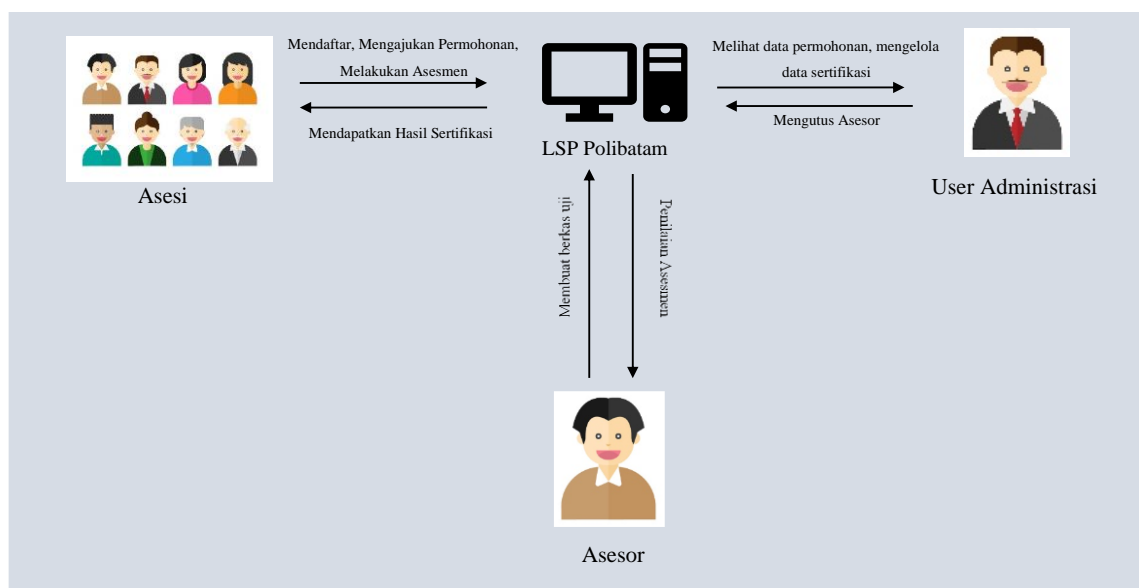 Mendaftar, Mengajukan Permohonan,
Melakukan Asesmen
Mendapatkan Hasil Sertifikasi
Asesi
LSP Polibatam
Melihat data permohonan, mengelola
data sertifikasi
Mengutus Asesor
User Administrasi
Membuat berkas uji
Penilaian Asesmen
Asesor